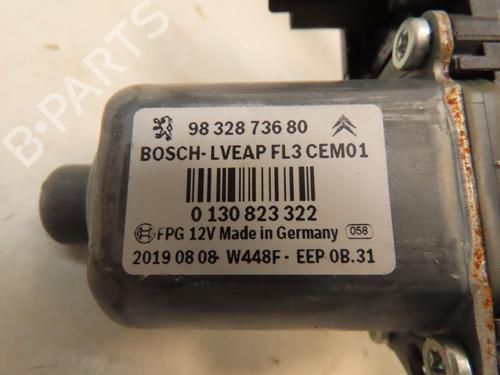 98 328 736 80
BOSCH-LVEAP FL3 CEM01
0 130 823 322
FPG 12V Made in Germany 058
2019 08 08 W448F - EEP 0B.31
B-PARTS